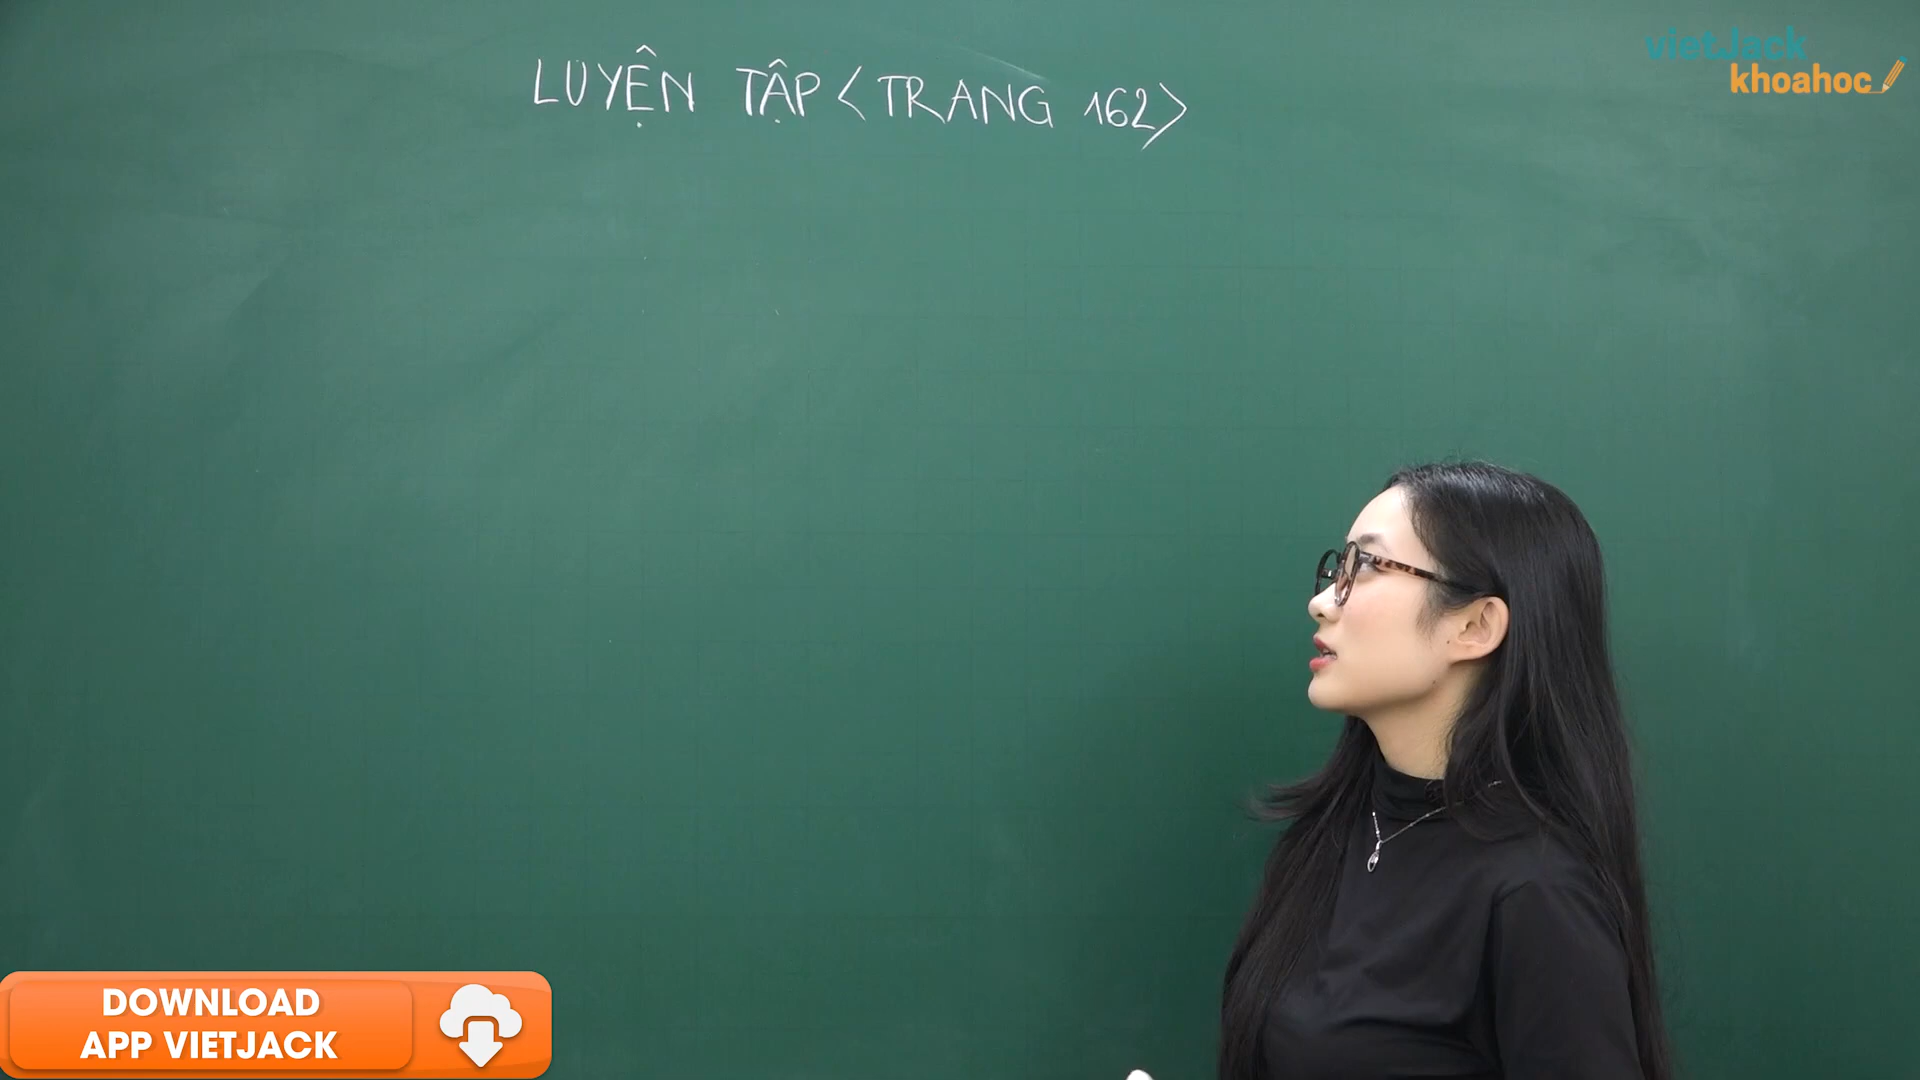 LUYỆN TẬP <TRANG 162>
vietJack
khoahoc
DOWNLOAD
APP VIETJACK